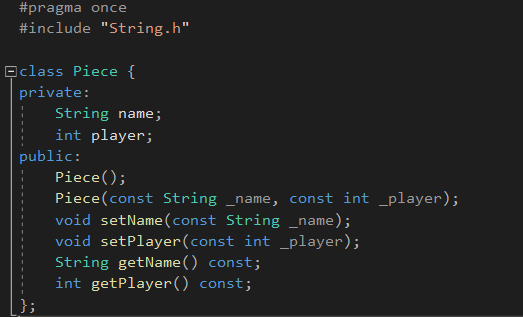 #pragma once
#include "String.h"
class Piece {
private:
String name;
int player;
public:
Piece();
Piece(const String _name, const int _player);
void setName(const String _name);
void setPlayer(const int _player);
String getName() const;
int getPlayer() const;
};